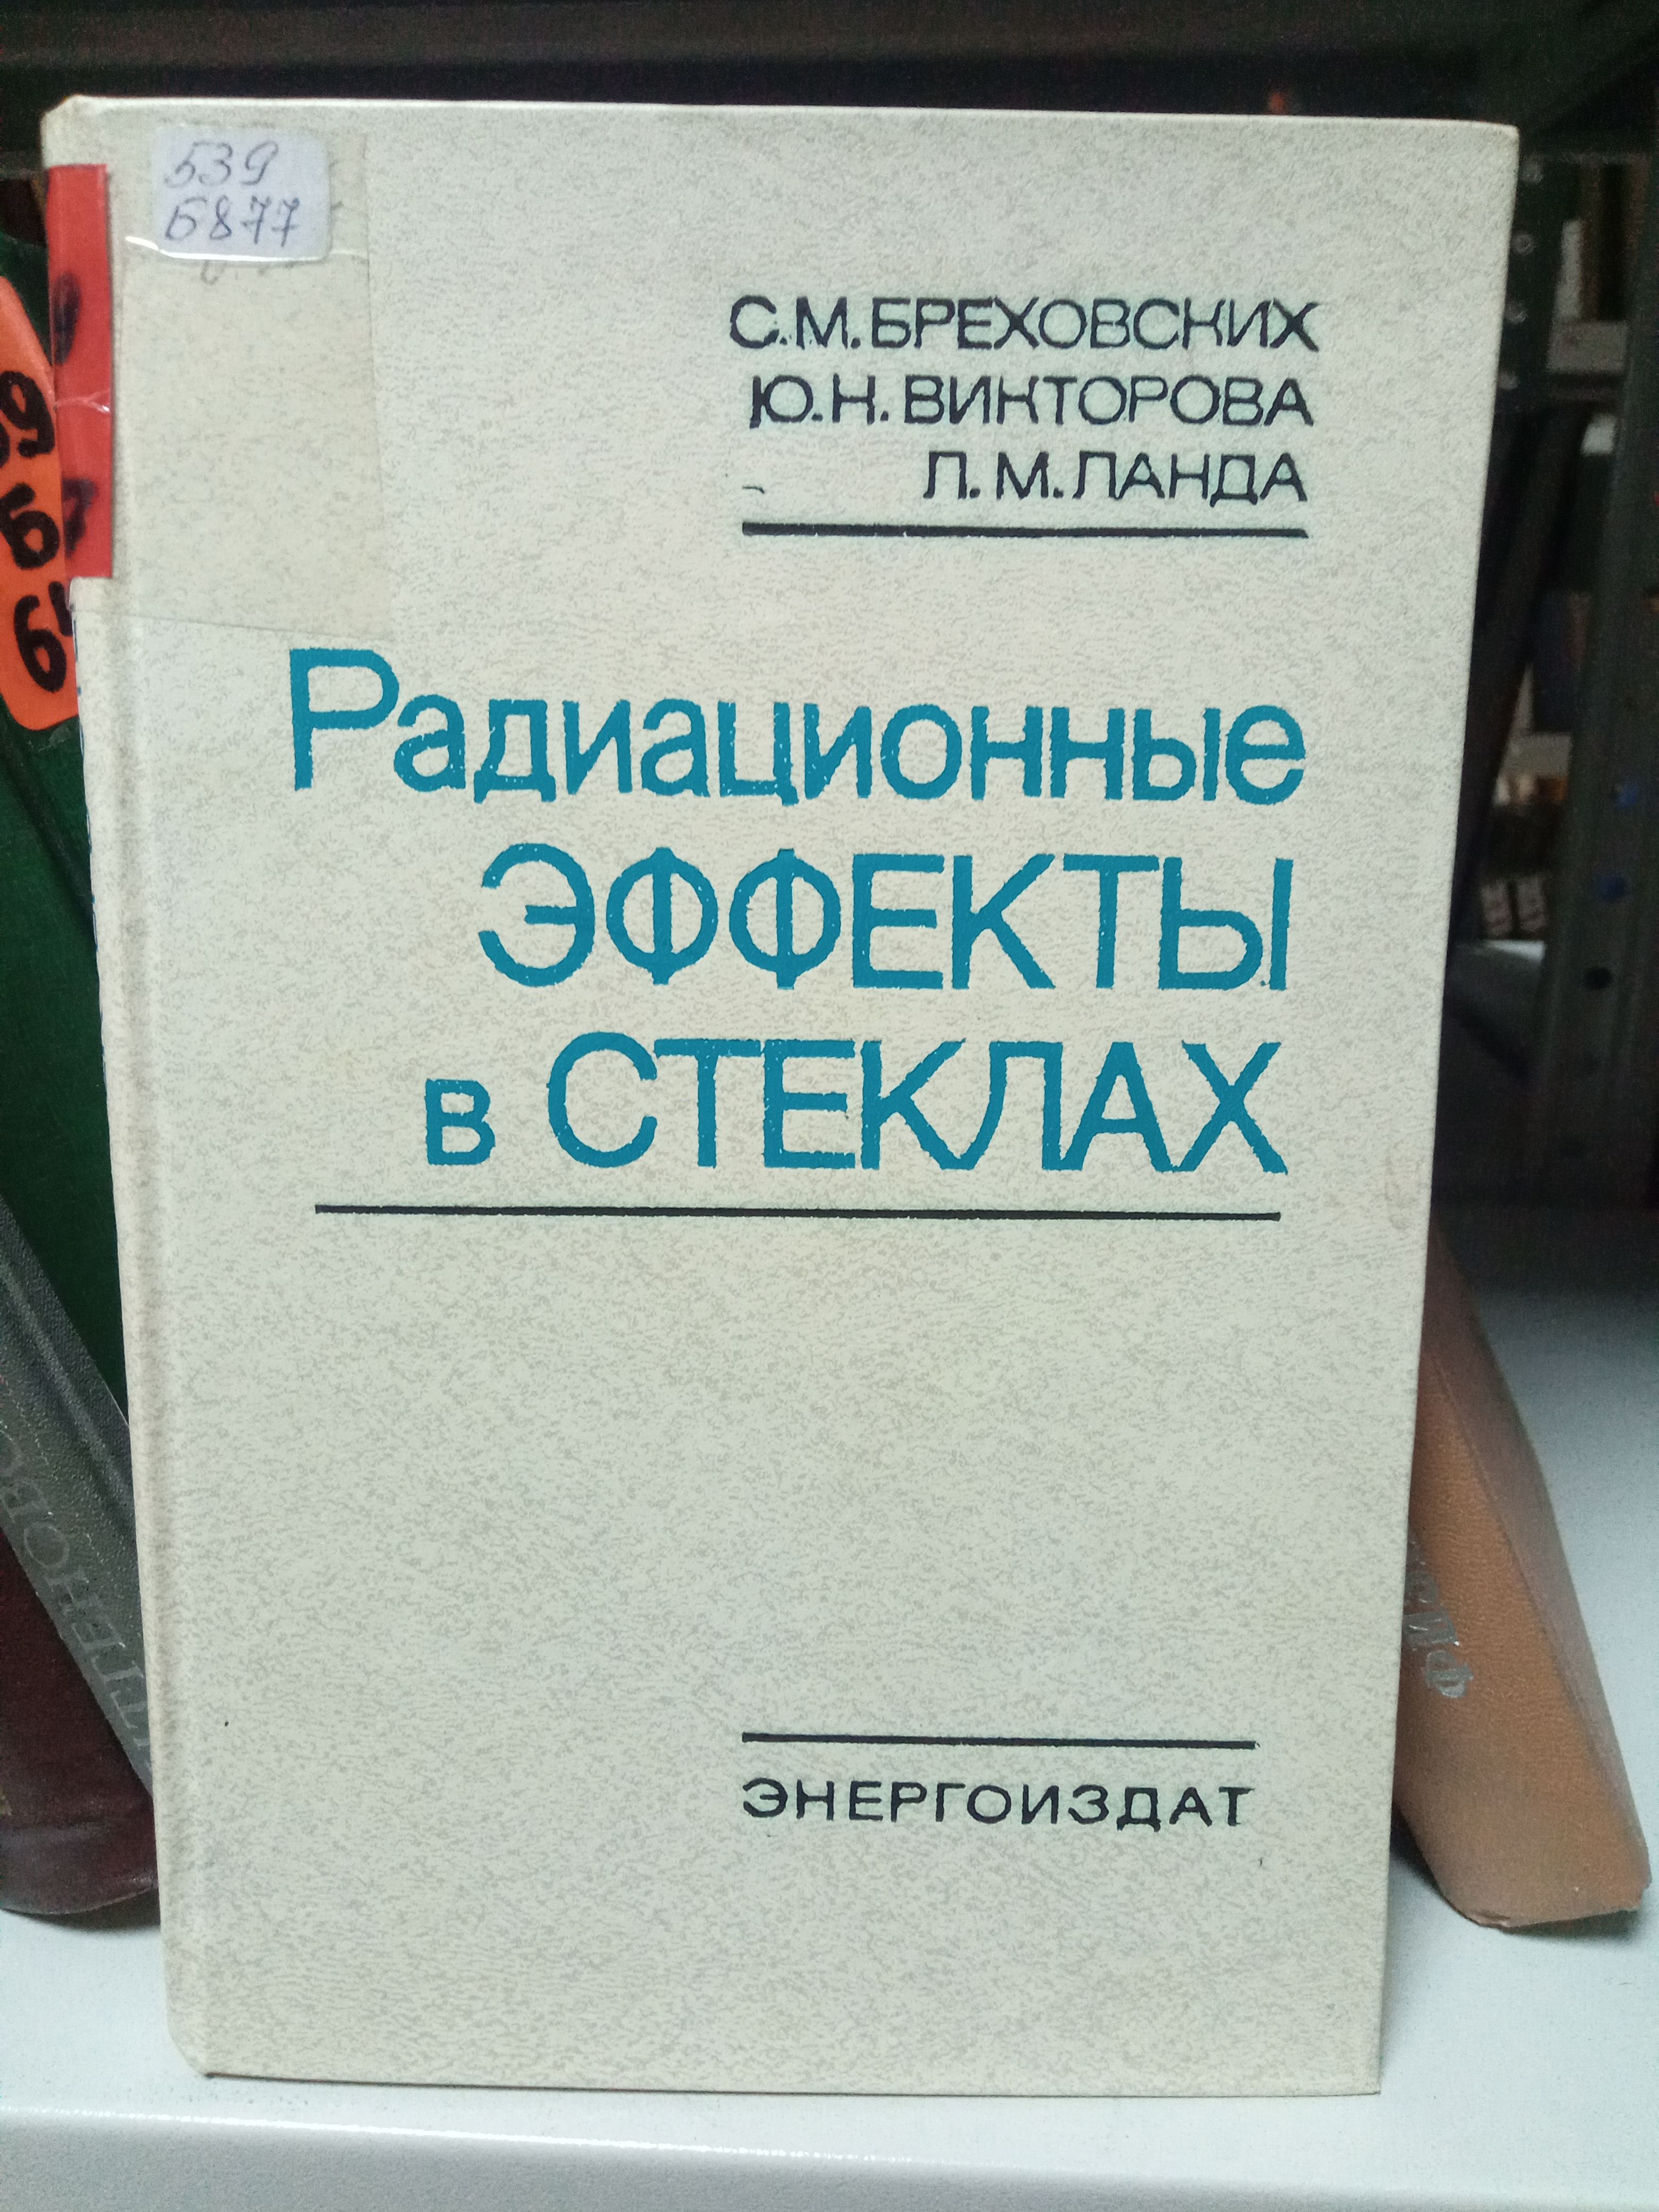 539
Б877
С.М.БРЕХОВСКИХ
Ю.Н.ВИКТОРОВА
Л.М.ЛАНДА
Радиационные
ЭФФЕКТЫ
в СТЕКЛАХ
ЭНЕРГОИЗДАТ